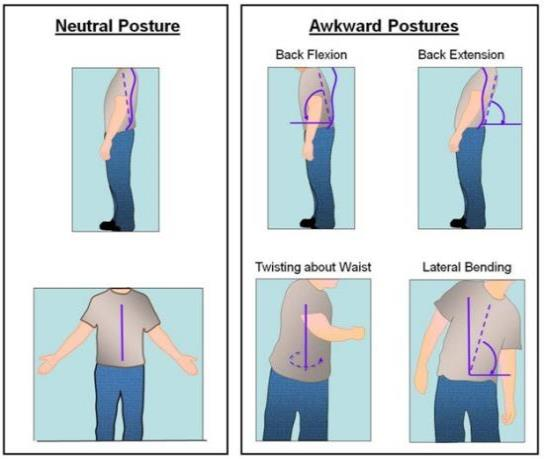 Neutral Posture
Awkward Postures
Back Flexion
Back Extension
Twisting about Waist
Lateral Bending